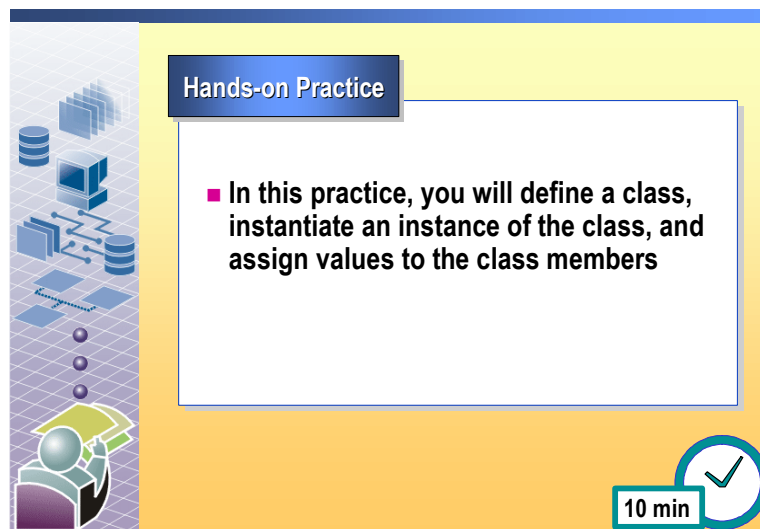 Hands-on Practice
In this practice, you will define a class,
instantiate an instance of the class, and
assign values to the class members
10 min